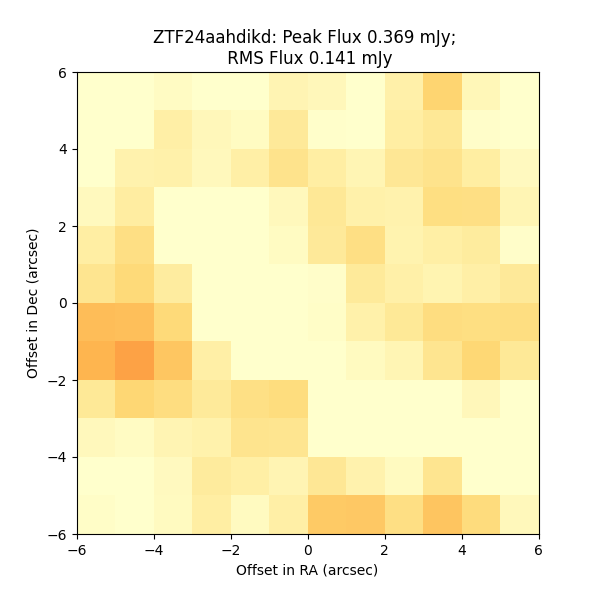 ZTF24aahdikd: Peak Flux 0.369 mJy;
RMS Flux 0.141 mJy
6
4
2
0
−2
−4
−6
Offset in Dec (arcsec)
−6 −4 −2 0 2 4 6
Offset in RA (arcsec)